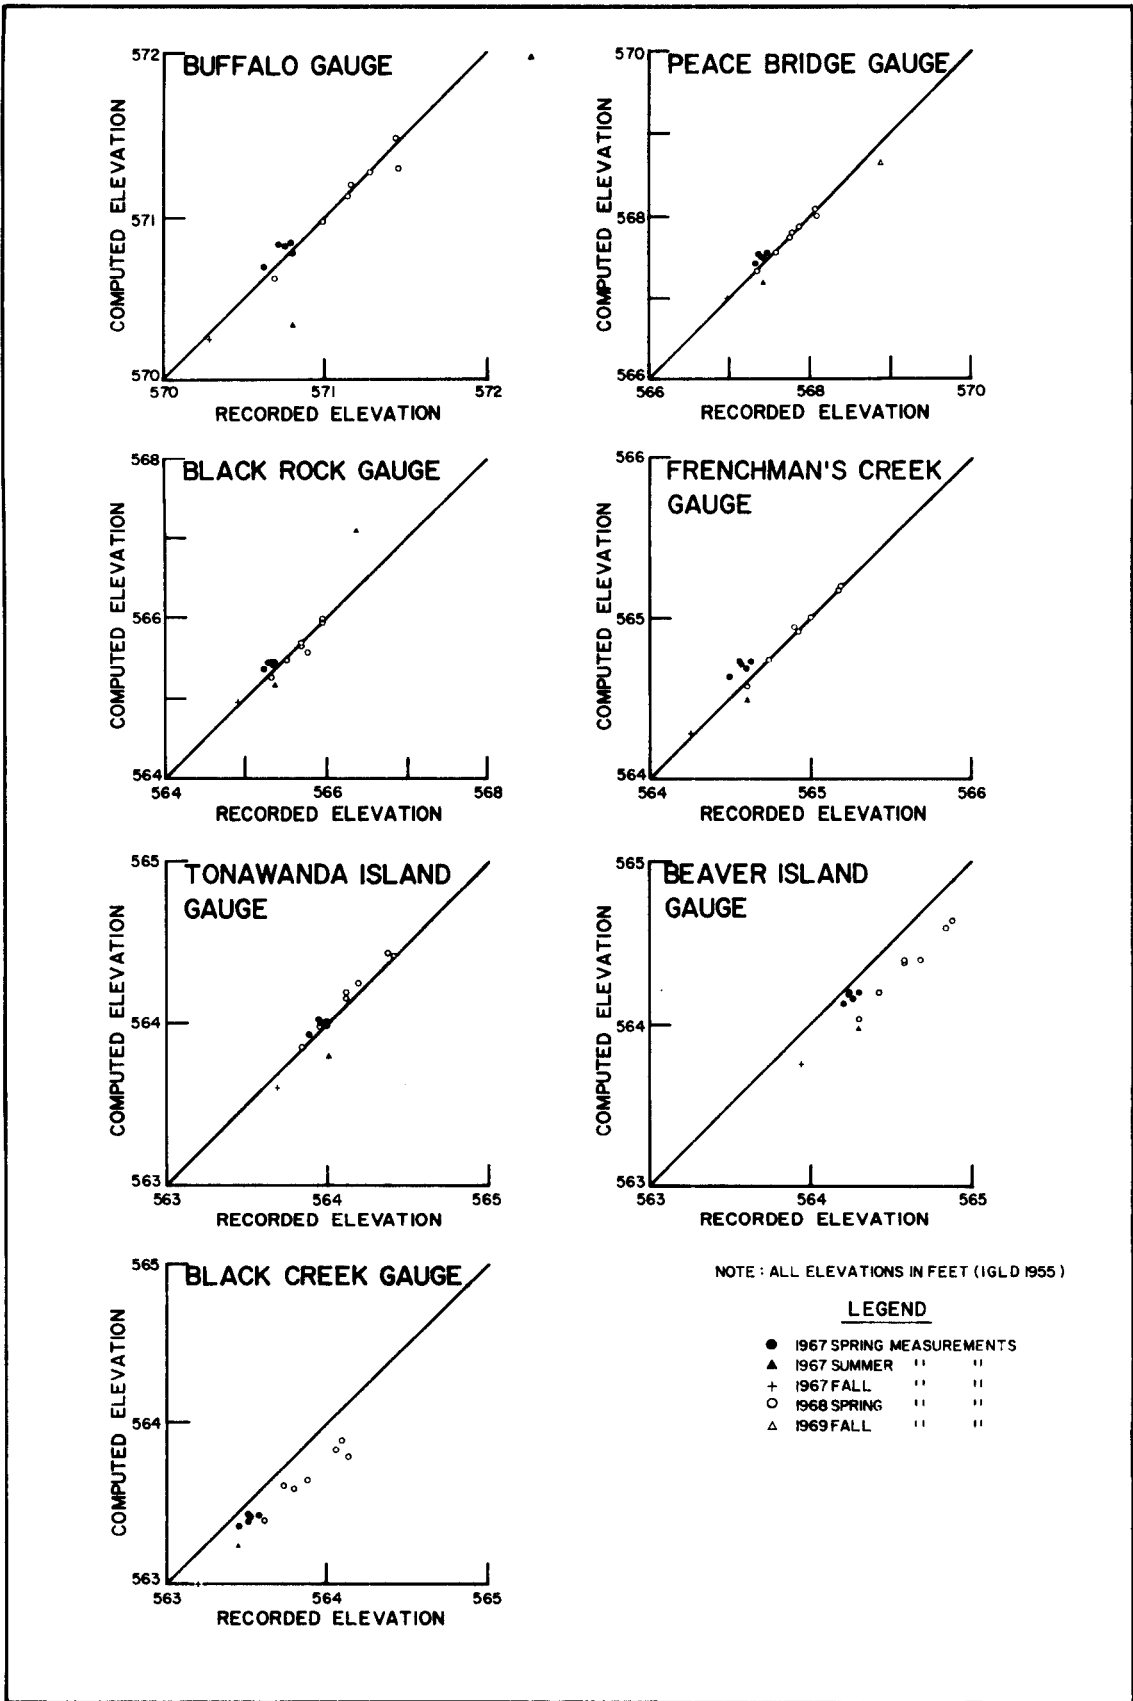 BUFFALO GAUGE
COMPUTED ELEVATION
572
571
570
570
571
572
RECORDED ELEVATION
PEACE BRIDGE GAUGE
COMPUTED ELEVATION
570
568
566
566
568
570
RECORDED ELEVATION
BLACK ROCK GAUGE
COMPUTED ELEVATION
568
566
564
564
566
568
RECORDED ELEVATION
FRENCHMAN'S CREEK
GAUGE
COMPUTED ELEVATION
566
565
564
564
565
566
RECORDED ELEVATION
TONAWANDA ISLAND
GAUGE
COMPUTED ELEVATION
565
564
563
563
564
565
RECORDED ELEVATION
BEAVER ISLAND
GAUGE
COMPUTED ELEVATION
565
564
563
563
564
565
RECORDED ELEVATION
BLACK CREEK GAUGE
COMPUTED ELEVATION
565
564
563
563
564
565
RECORDED ELEVATION
NOTE : ALL ELEVATIONS IN FEET (IGLD 1955)
LEGEND
1967 SPRING MEASUREMENTS
1967 SUMMER " "
1967 FALL " "
1968 SPRING " "
1969 FALL " "